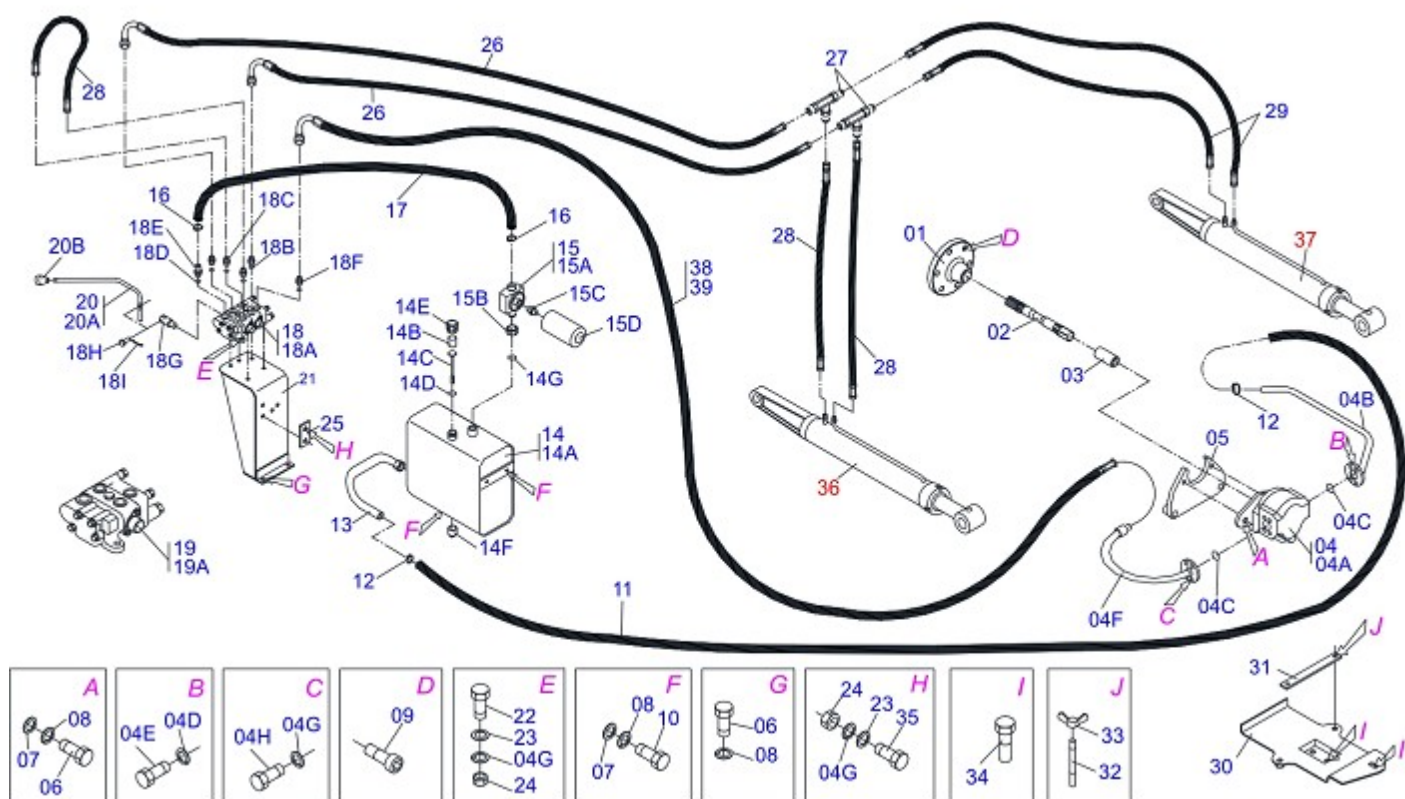 26
27
28
26
29
16
17
18C
16
18E
18B
15
15A
01
D
20B
18D
18F
28
37
38
39
15B
15C
14E
20
20A
14B
15D
02
18
18A
14C
28
18H
18G
E
14G
03
18I
21
14D
04B
12
25
14
14A
05
B
H
36
G
F
13
04C
F
19
19A
14F
A
04
04A
12
04F
04C
C
11
J
31
A
08
07
06
B
04D
04E
C
04G
04H
D
09
E
22
23
04G
24
F
08
10
07
G
06
08
H
24
23
35
04G
I
34
J
33
32
I
30
I